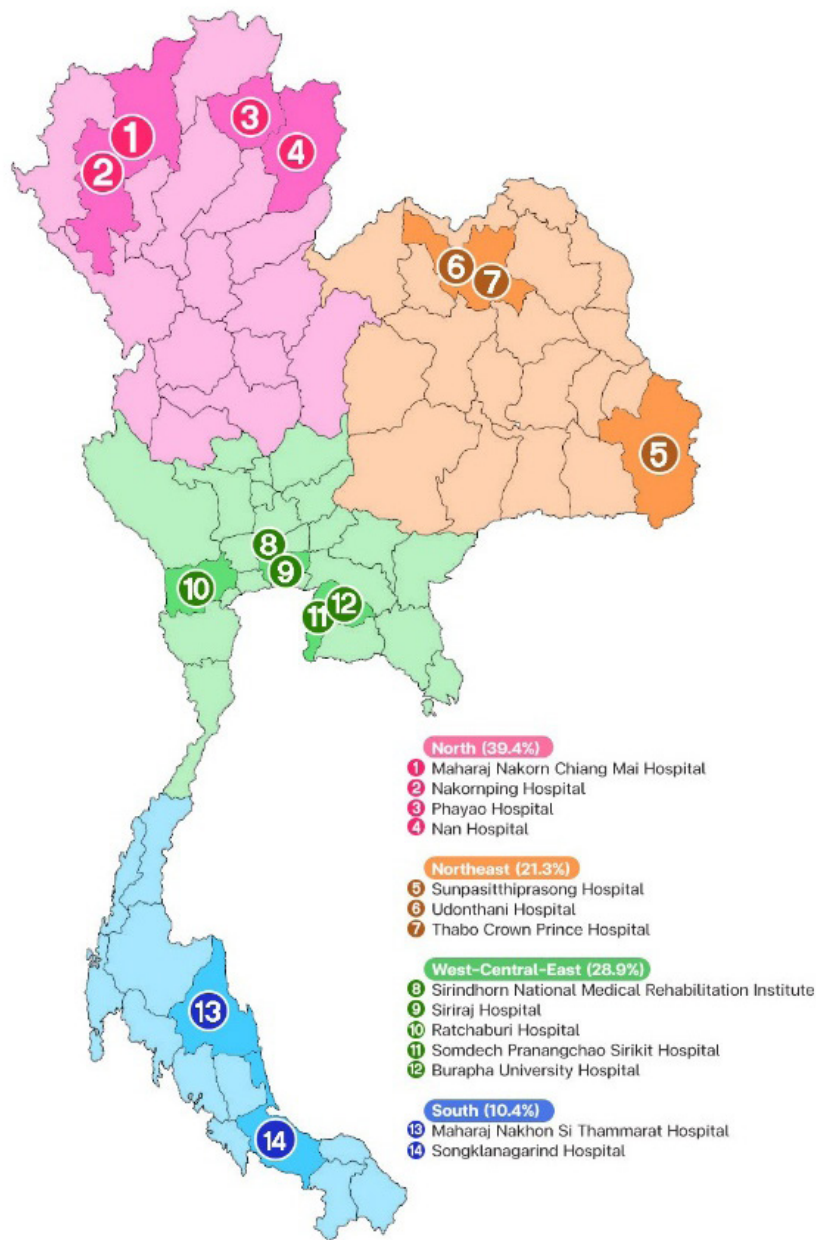 1
2
3
4
6
7
5
8
9
10
11
12
13
14
North (39.4%)
1 Maharaj Nakorn Chiang Mai Hospital
2 Nakornping Hospital
3 Phayao Hospital
4 Nan Hospital
Northeast (21.3%)
5 Sunpasitthiprasong Hospital
6 Udonthani Hospital
7 Thabo Crown Prince Hospital
West-Central-East (28.9%)
8 Sirindhorn National Medical Rehabilitation Institute
9 Siriraj Hospital
10 Ratchaburi Hospital
11 Somdech Pranangchao Sirikit Hospital
12 Burapha University Hospital
South (10.4%)
13 Maharaj Nakhon Si Thammarat Hospital
14 Songklanagarind Hospital